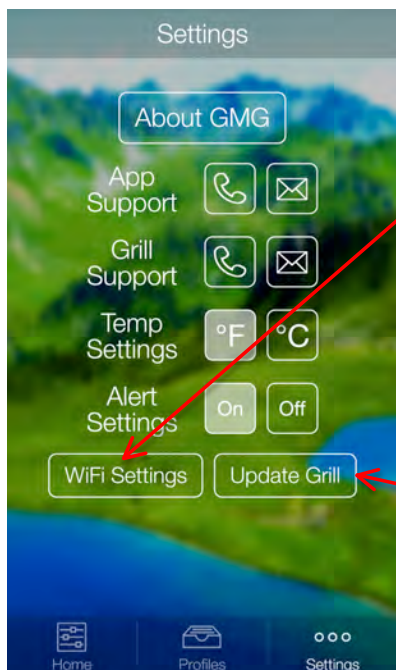 Settings
About GMG
App
Support
Grill
Support
Temp
Settings
°F °C
Alert
Settings
On Off
WiFi Settings Update Grill
Home Profiles Settings